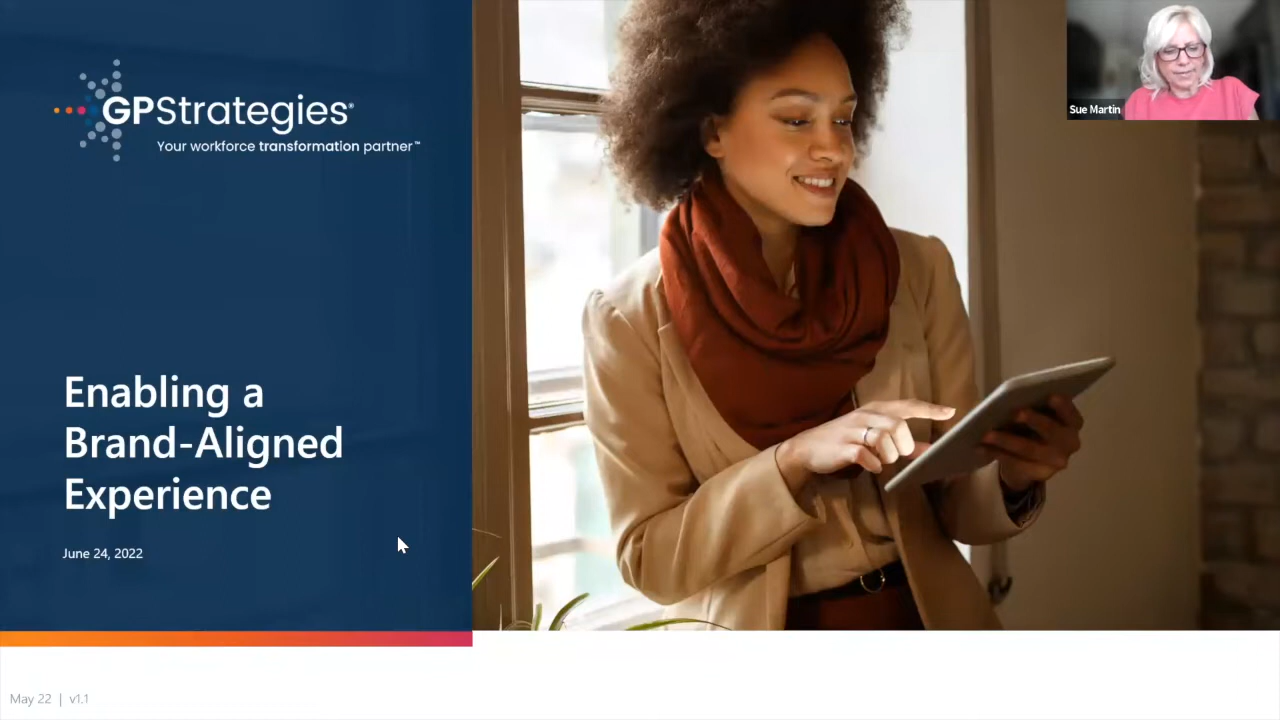 GPStrategies®
Your workforce transformation partner™
Sue Martin
Enabling a
Brand-Aligned
Experience
June 24, 2022
May 22 | v1.1